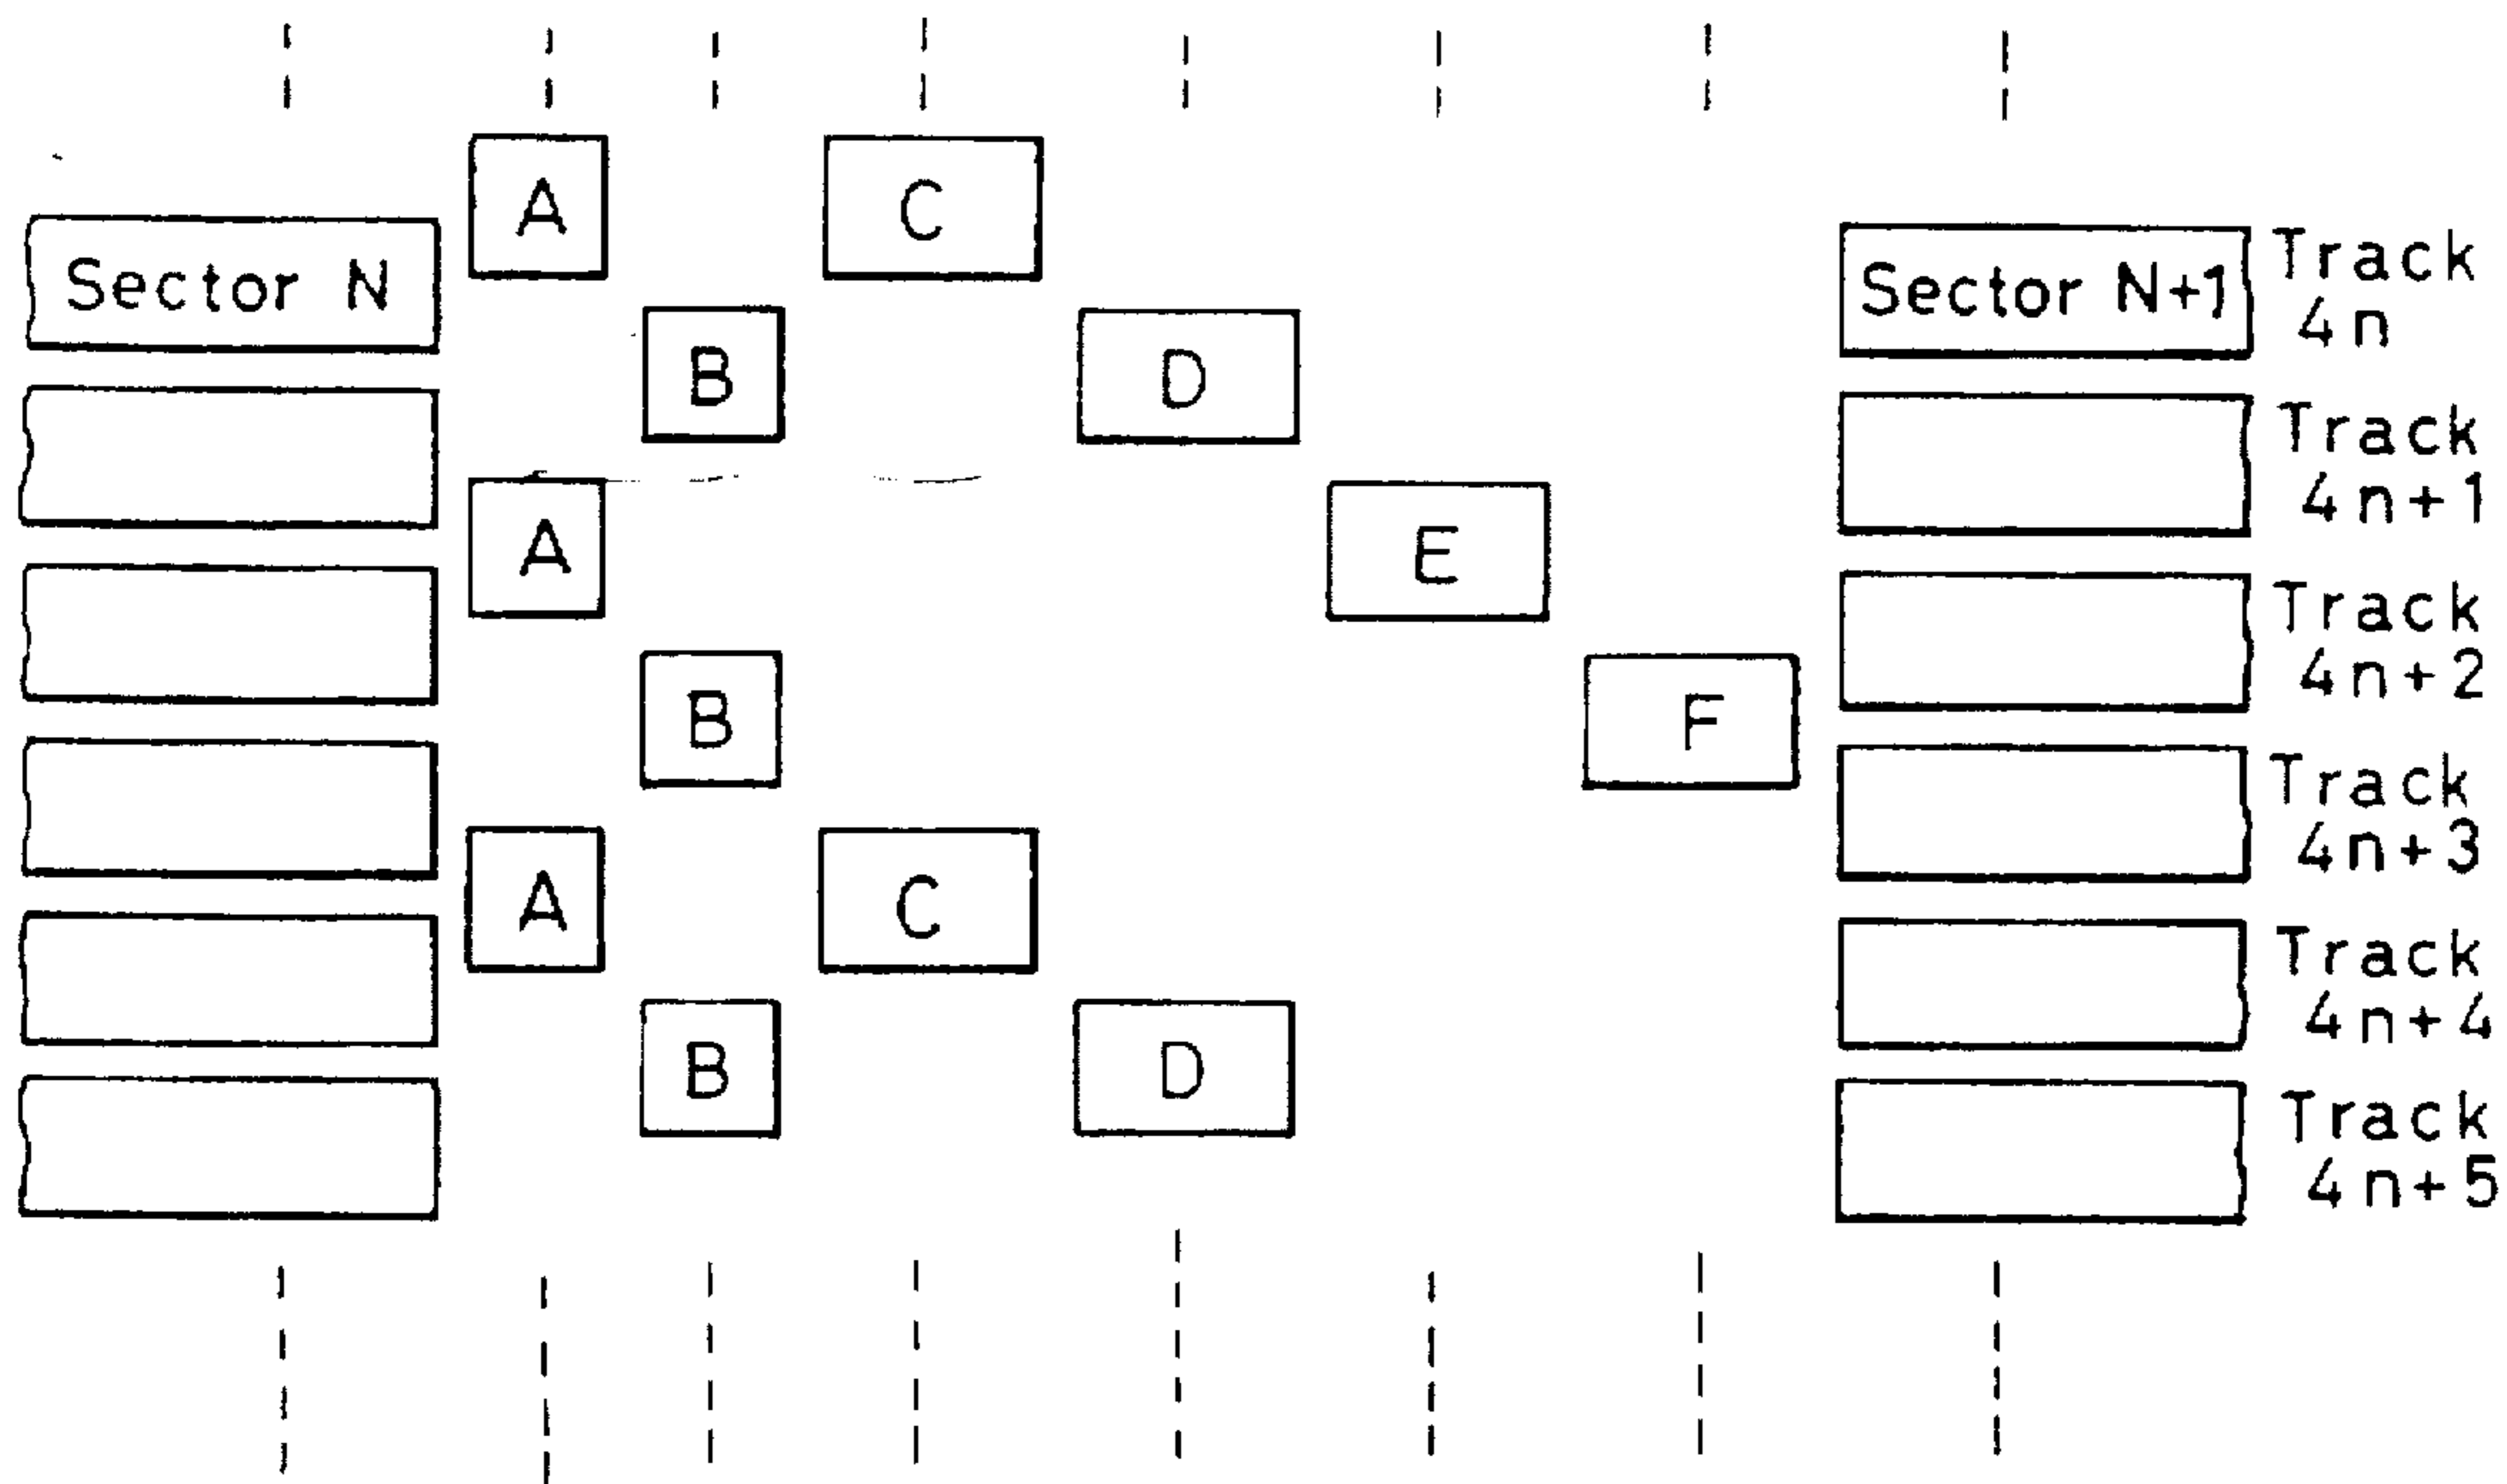 A C
Sector N Sector N+1 Track
4n
B D
Track
4n+1
A E
Track
4n+2
B F
Track
4n+3
A C
Track
4n+4
B D
Track
4n+5